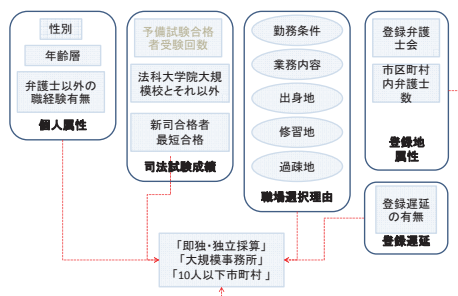 性別
年齢層
弁護士以外の
職経験有無
個人属性
予備試験合格
者受験回数
法科大学院大規
模校とそれ以外
新司合格者
最短合格
司法試験成績
勤務条件
業務内容
出身地
修習地
過疎地
職場選択理由
登録弁護
士会
市区町村
内弁護士
数
登録地
属性
登録遅延
の有無
登録遅延
「即独・独立採算」
「大規模事務所」
「10人以下市町村 」